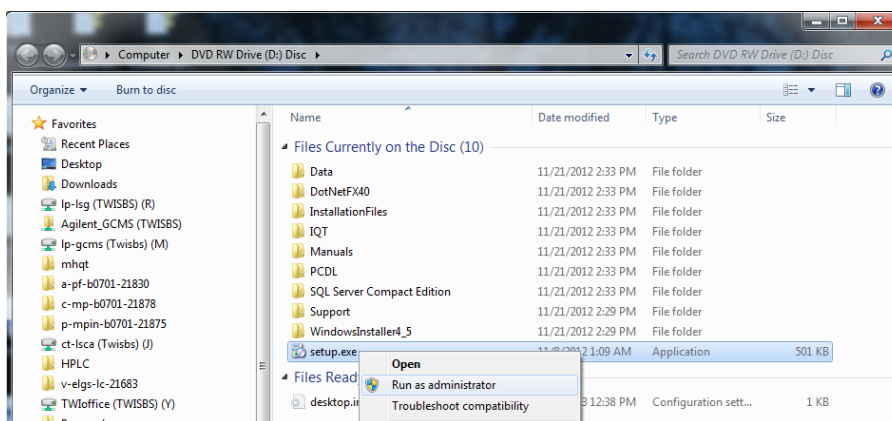 Computer ▸ DVD RW Drive (D:) Disc ▸ Search DVD RW Drive (D:) Disc
Organize Burn to disc
Name Date modified Type Size
Favorites
Recent Places
Desktop
Downloads
lp-lsg (TWISBS) (R)
Agilent_GCMS (TWISBS)
lp-gcms (Twisbs) (M)
mhqt
a-pf-b0701-21830
c-mp-b0701-21878
p-mpin-b0701-21875
ct-lsca (Twisbs) (J)
HPLC
v-elgs-lc-21683
TWIoffice (TWISBS) (Y)
Files Currently on the Disc (10)
Data 11/21/2012 2:33 PM File folder
DotNetFX40 11/21/2012 2:33 PM File folder
InstallationFiles 11/21/2012 2:33 PM File folder
IQT 11/21/2012 2:33 PM File folder
Manuals 11/21/2012 2:33 PM File folder
PCDL 11/21/2012 2:33 PM File folder
SQL Server Compact Edition 11/21/2012 2:33 PM File folder
Support 11/21/2012 2:29 PM File folder
WindowsInstaller4_5 11/21/2012 2:29 PM File folder
setup.exe 1:09 AM Application 501 KB
Files Read
desktop.in 12:38 PM Configuration sett... 1 KB
Open
Run as administrator
Troubleshoot compatibility